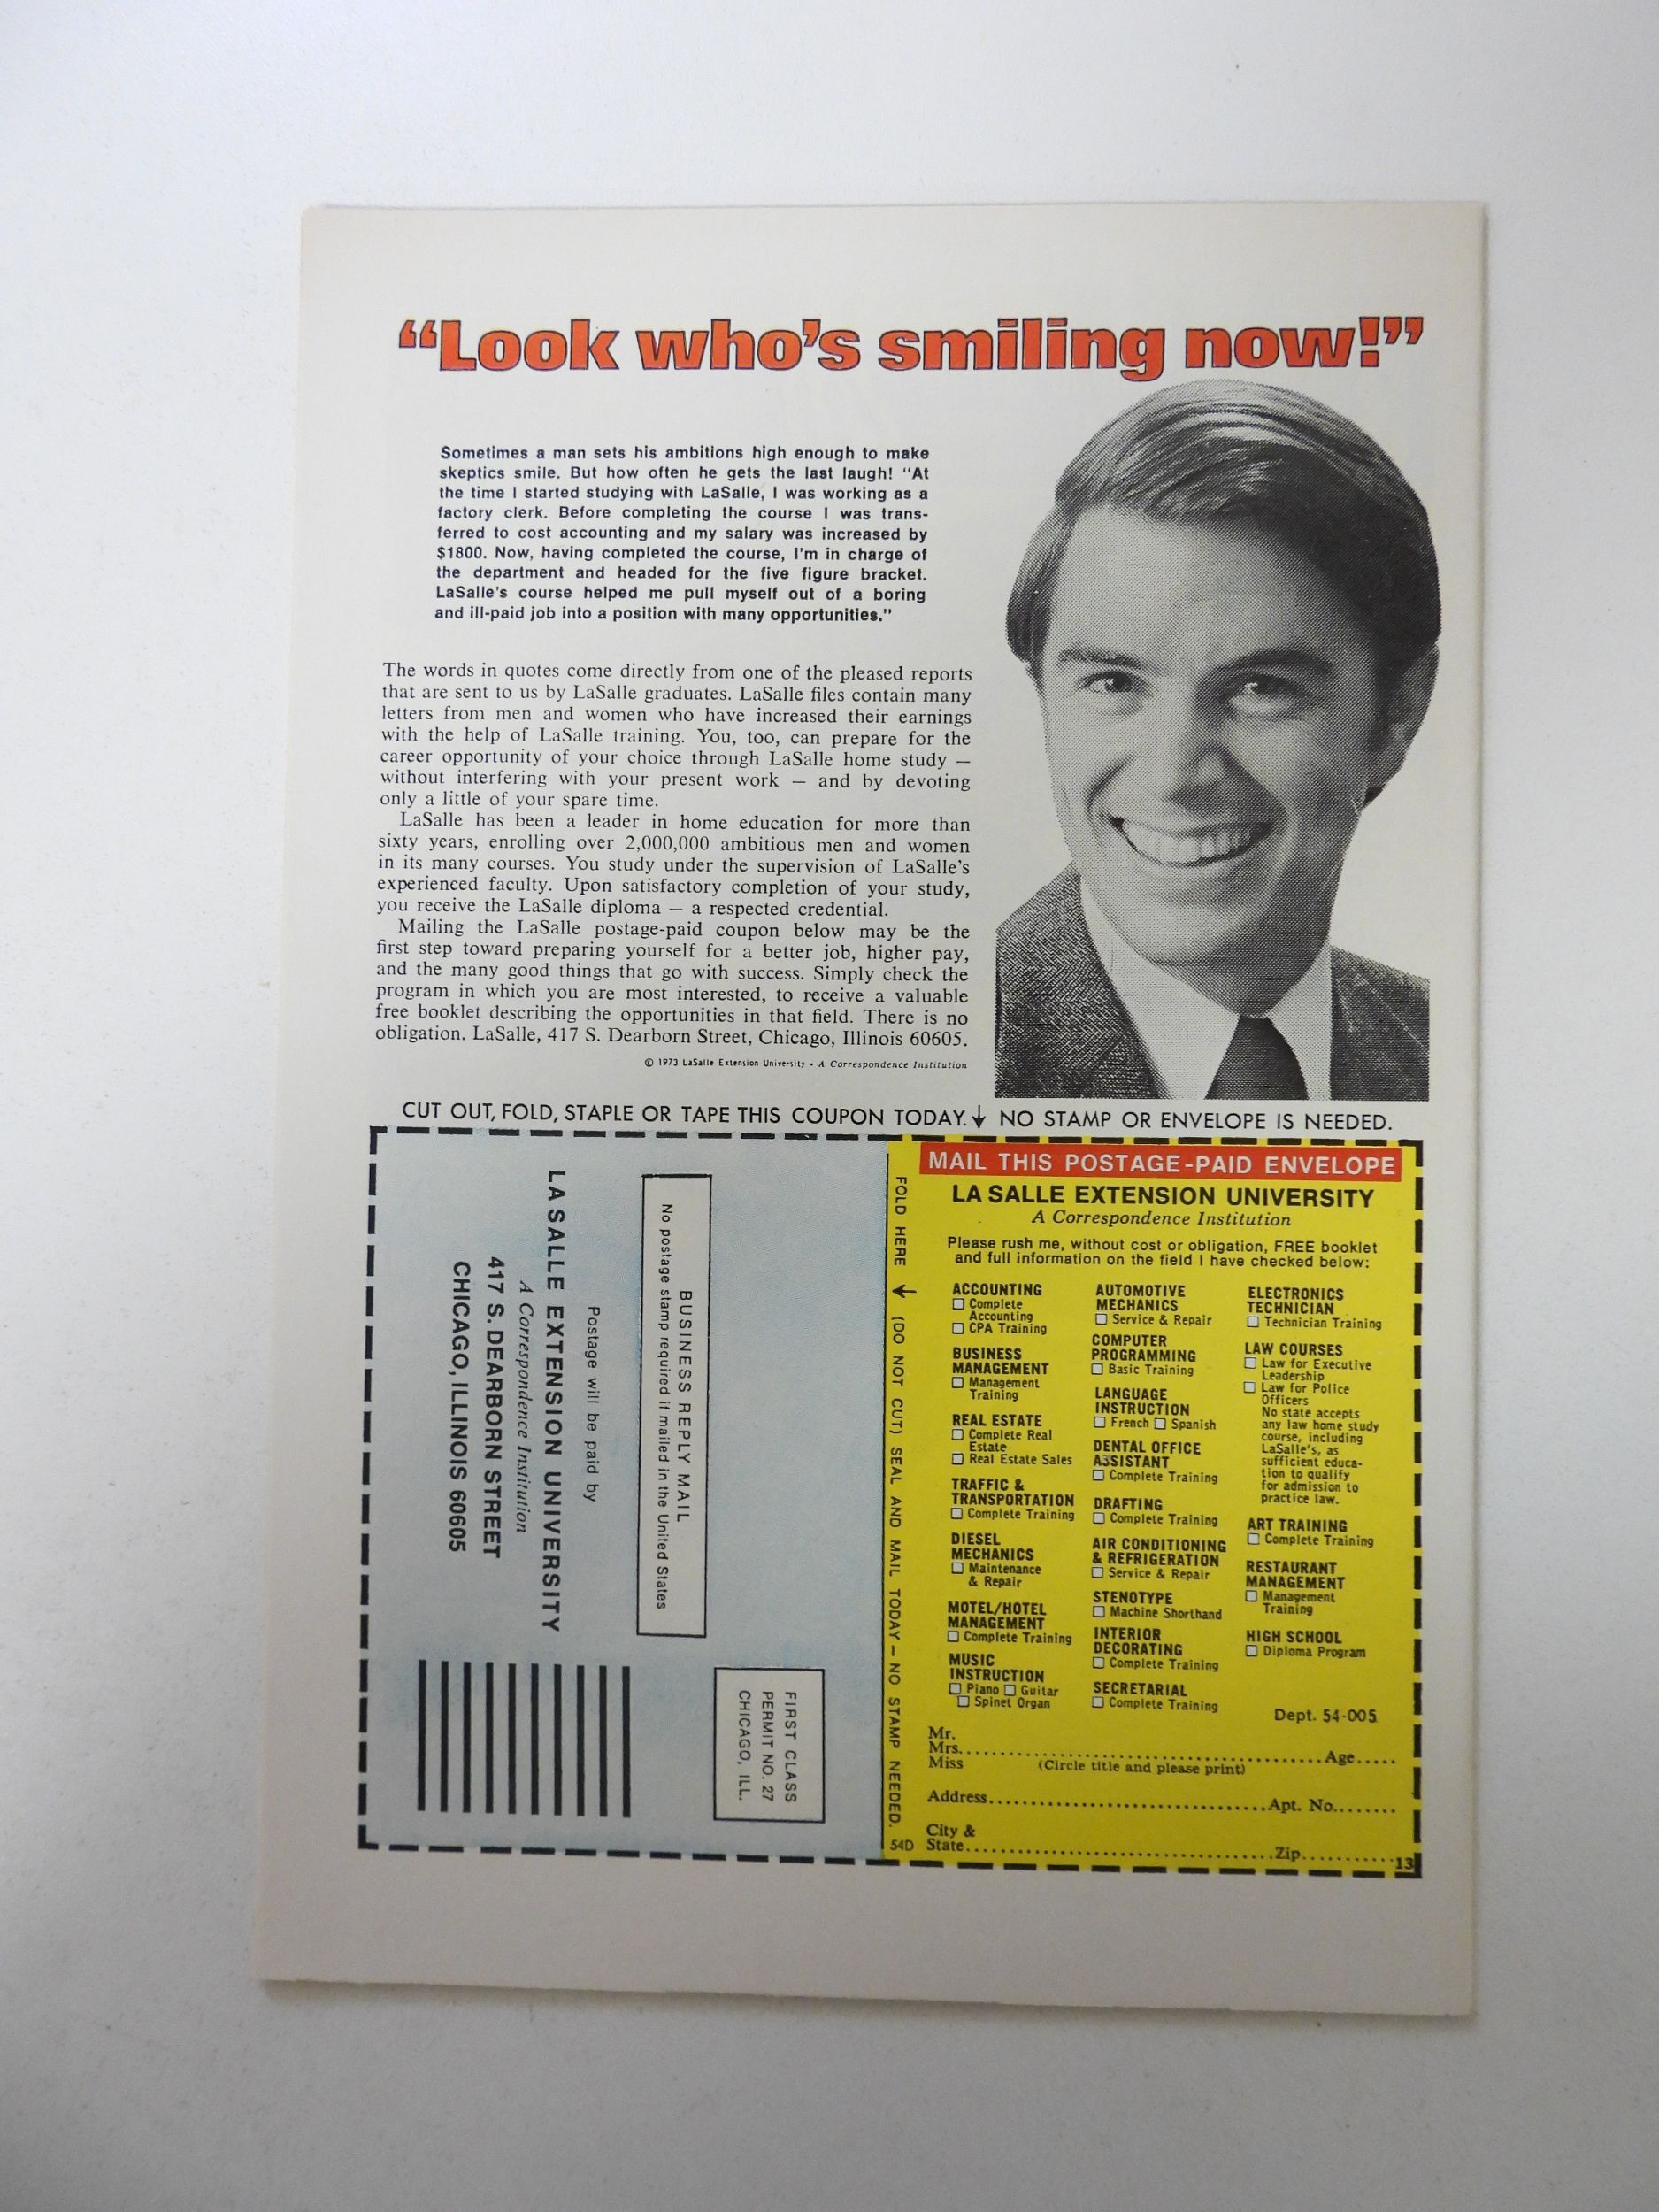 “Look who’s smiling now!”
Sometimes a man sets his ambitions high enough to make
skeptics smile. But how often he gets the last laugh! “At
the time I started studying with LaSalle, I was working as a
factory clerk. Before completing the course I was trans-
ferred to cost accounting and my salary was increased by
$1800. Now, having completed the course, I’m in charge of
the department and headed for the five figure bracket.
LaSalle’s course helped me pull myself out of a boring
and ill-paid job into a position with many opportunities.”
The words in quotes come directly from one of the pleased reports
that are sent to us by LaSalle graduates. LaSalle files contain many
letters from men and women who have increased their earnings
with the help of LaSalle training. You, too, can prepare for the
career opportunity of your choice through LaSalle home study —
without interfering with your present work — and by devoting
only a little of your spare time.
LaSalle has been a leader in home education for more than
sixty years, enrolling over 2,000,000 ambitious men and women
in its many courses. You study under the supervision of LaSalle’s
experienced faculty. Upon satisfactory completion of your study,
you receive the LaSalle diploma — a respected credential.
Mailing the LaSalle postage-paid coupon below may be the
first step toward preparing yourself for a better job, higher pay,
and the many good things that go with success. Simply check the
program in which you are most interested, to receive a valuable
free booklet describing the opportunities in that field. There is no
obligation. LaSalle, 417 S. Dearborn Street, Chicago, Illinois 60605.
© 1973 LaSalle Extension University • A Correspondence Institution
CUT OUT, FOLD, STAPLE OR TAPE THIS COUPON TODAY.↓ NO STAMP OR ENVELOPE IS NEEDED.
FIRST CLASS
PERMIT NO. 27
CHICAGO, ILL.
BUSINESS REPLY MAIL
No postage stamp required if mailed in the United States
Postage will be paid by
LA SALLE EXTENSION UNIVERSITY
A Correspondence Institution
417 S. DEARBORN STREET
CHICAGO, ILLINOIS 60605
FOLD HERE ↓ (DO NOT CUT) SEAL AND MAIL TODAY — NO STAMP NEEDED.
54D
MAIL THIS POSTAGE-PAID ENVELOPE
LA SALLE EXTENSION UNIVERSITY
A Correspondence Institution
Please rush me, without cost or obligation, FREE booklet
and full information on the field I have checked below:
ACCOUNTING
☐ Complete
Accounting
☐ CPA Training
BUSINESS
MANAGEMENT
☐ Management
Training
REAL ESTATE
☐ Complete Real
Estate
☐ Real Estate Sales
TRAFFIC &
TRANSPORTATION
☐ Complete Training
DIESEL
MECHANICS
☐ Maintenance
& Repair
MOTEL/HOTEL
MANAGEMENT
☐ Complete Training
MUSIC
INSTRUCTION
☐ Piano ☐ Guitar
☐ Spinet Organ
AUTOMOTIVE
MECHANICS
☐ Service & Repair
COMPUTER
PROGRAMMING
☐ Basic Training
LANGUAGE
INSTRUCTION
☐ French ☐ Spanish
DENTAL OFFICE
ASSISTANT
☐ Complete Training
DRAFTING
☐ Complete Training
AIR CONDITIONING
& REFRIGERATION
☐ Service & Repair
STENOTYPE
☐ Machine Shorthand
INTERIOR
DECORATING
☐ Complete Training
SECRETARIAL
☐ Complete Training
ELECTRONICS
TECHNICIAN
☐ Technician Training
LAW COURSES
☐ Law for Executive
Leadership
☐ Law for Police
Officers
No state accepts
any law home study
course, including
LaSalle’s, as
sufficient educa-
tion to qualify
for admission to
practice law.
ART TRAINING
☐ Complete Training
RESTAURANT
MANAGEMENT
☐ Management
Training
HIGH SCHOOL
☐ Diploma Program
Dept. 54-005
Mr.
Mrs..........................................................Age.....
Miss (Circle title and please print)
Address..............................................Apt. No........
City &
State..................................................Zip...........13